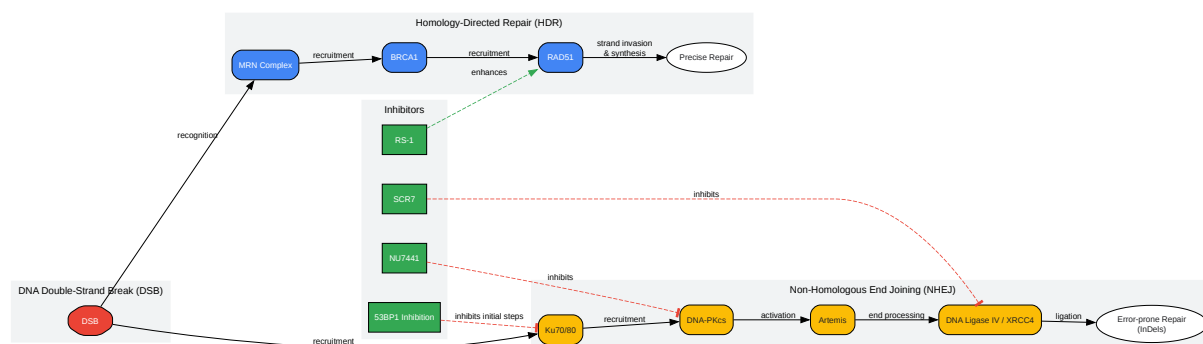 Homology-Directed Repair (HDR)
MRN Complex
recruitment
BRCA1
recruitment
RAD51
strand invasion
& synthesis
Precise Repair
enhances
recognition
Inhibitors
RS-1
SCR7
inhibits
NU7441
inhibits
53BP1 Inhibition
inhibits initial steps
DNA Double-Strand Break (DSB)
DSB
recruitment
Non-Homologous End Joining (NHEJ)
Ku70/80
recruitment
DNA-PKcs
activation
Artemis
end processing
DNA Ligase IV / XRCC4
ligation
Error-prone Repair
(InDels)